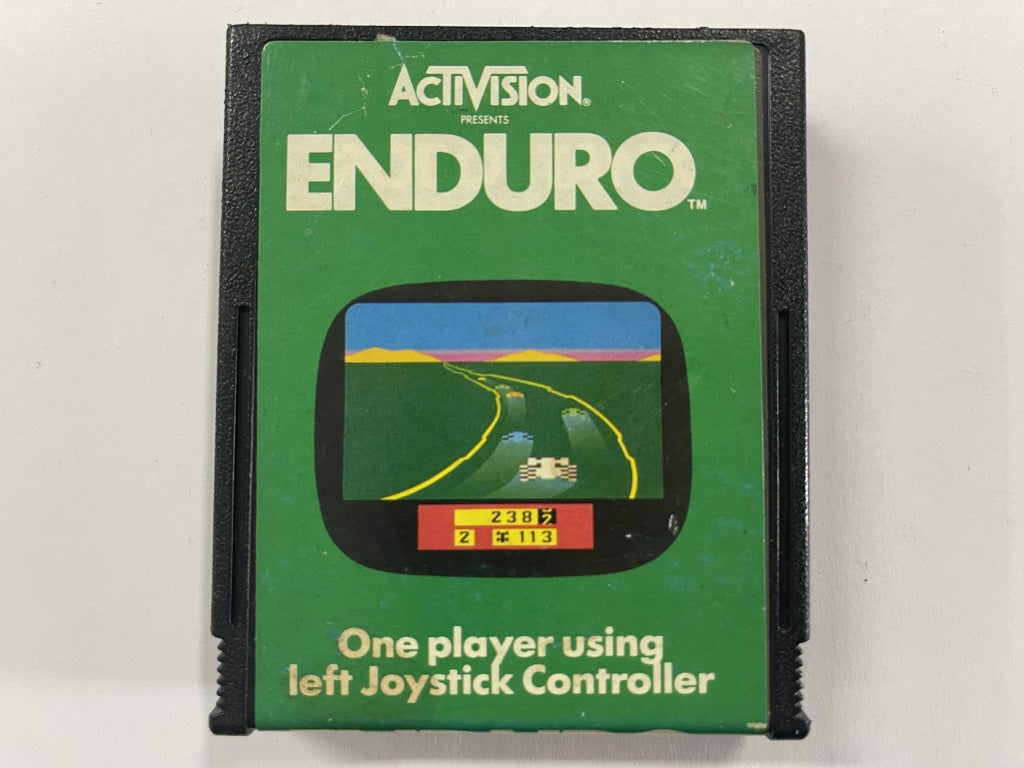 ACTIVISION®
PRESENTS
ENDURO™
238
2 113
One player using
left Joystick Controller